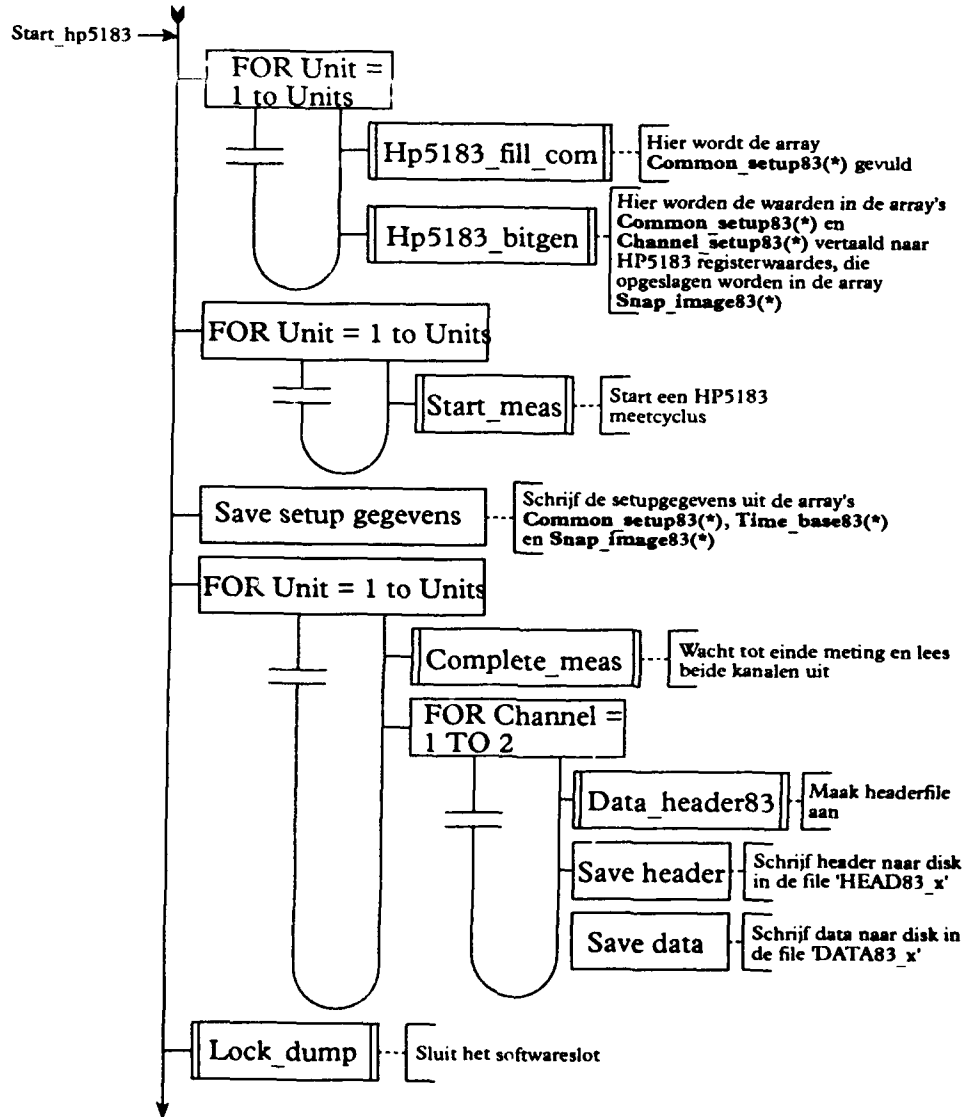 Start_hp5183
FOR Unit =
1 to Units
Hp5183_fill_com
Hier wordt de array
Common_setup83(*) gevuld
Hp5183_bitgen
Hier worden de waarden in de array's
Common_setup83(*) en
Channel_setup83(*) vertaald naar
HP5183 registerwaardes, die
opgeslagen worden in de array
Snap_image83(*)
FOR Unit = 1 to Units
Start_meas
Start een HP5183
meetcyclus
Save setup gegevens
Schrijf de setupgegevens uit de array's
Common_setup83(*), Time_base83(*)
en Snap_image83(*)
FOR Unit = 1 to Units
Complete_meas
Wacht tot einde meting en lees
beide kanalen uit
FOR Channel =
1 TO 2
Data_header83
Maak headerfile
aan
Save header
Schrijf header naar disk
in de file 'HEAD83_x'
Save data
Schrijf data naar disk in
de file 'DATA83_x'
Lock_dump
Sluit het softwareslot